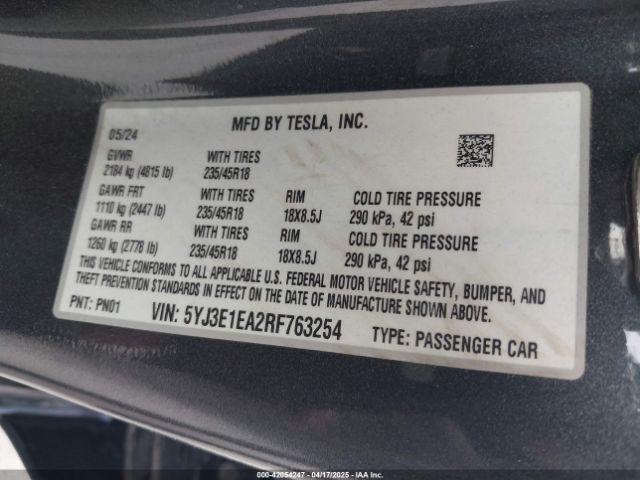 MFD BY TESLA, INC.
05/24
GVWR WITH TIRES
2184 kg (4815 lb) 235/45R18
GAWR FRT WITH TIRES RIM COLD TIRE PRESSURE
1110 kg (2447 lb) 235/45R18 18X8.5J 290 kPa, 42 psi
GAWR RR WITH TIRES RIM COLD TIRE PRESSURE
1260 kg (2778 lb) 235/45R18 18X8.5J 290 kPa, 42 psi
THIS VEHICLE CONFORMS TO ALL APPLICABLE U.S. FEDERAL MOTOR VEHICLE SAFETY, BUMPER, AND
THEFT PREVENTION STANDARDS IN EFFECT ON THE DATE OF MANUFACTURE SHOWN ABOVE.
PNT: PN01 VIN: 5YJ3E1EA2RF763254 TYPE: PASSENGER CAR
000-42054247 - 04/17/2025 - IAA Inc.